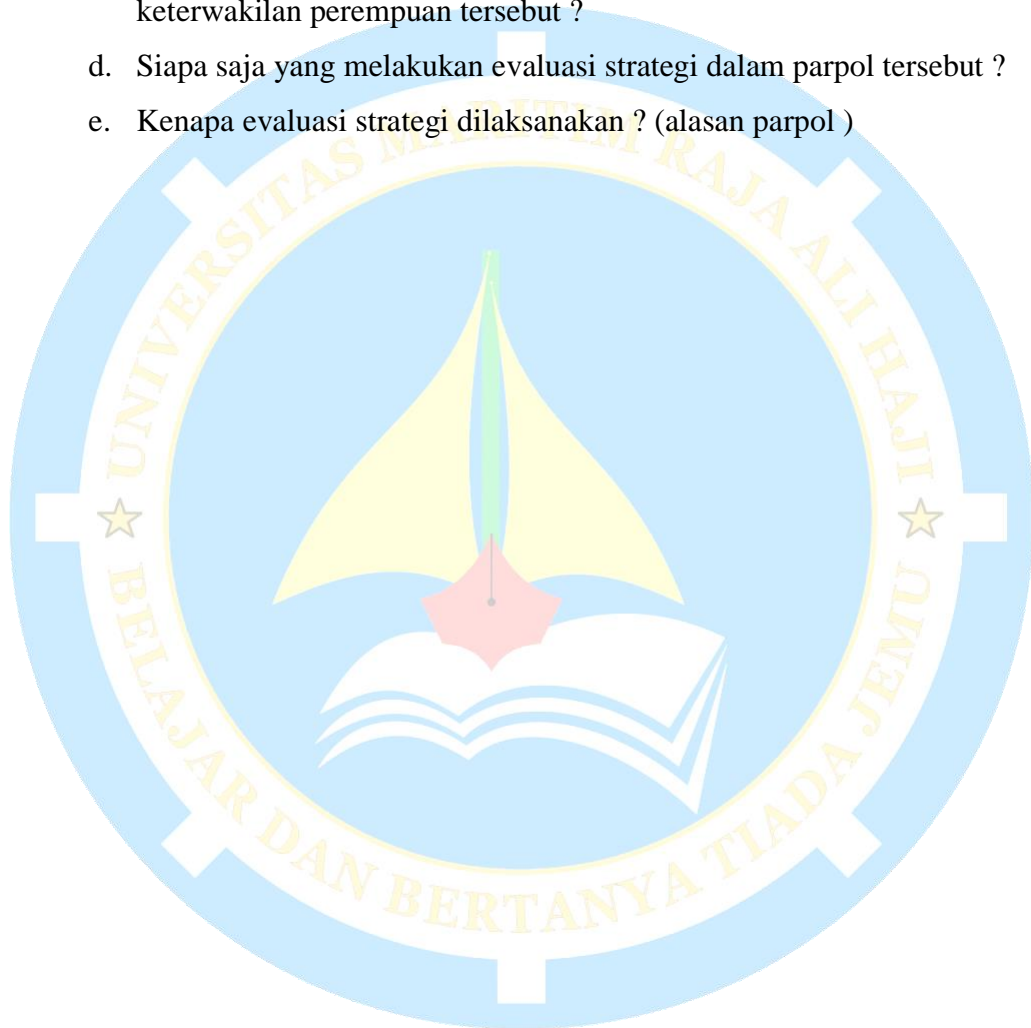 keterwakilan perempuan tersebut ?
d. Siapa saja yang melakukan evaluasi strategi dalam parpol tersebut ?
e. Kenapa evaluasi strategi dilaksanakan ? (alasan parpol )
UNIVERSITAS MARITIM RAJA ALI HAJI
BELAJAR DAN BERTANYA TIADA JEMU